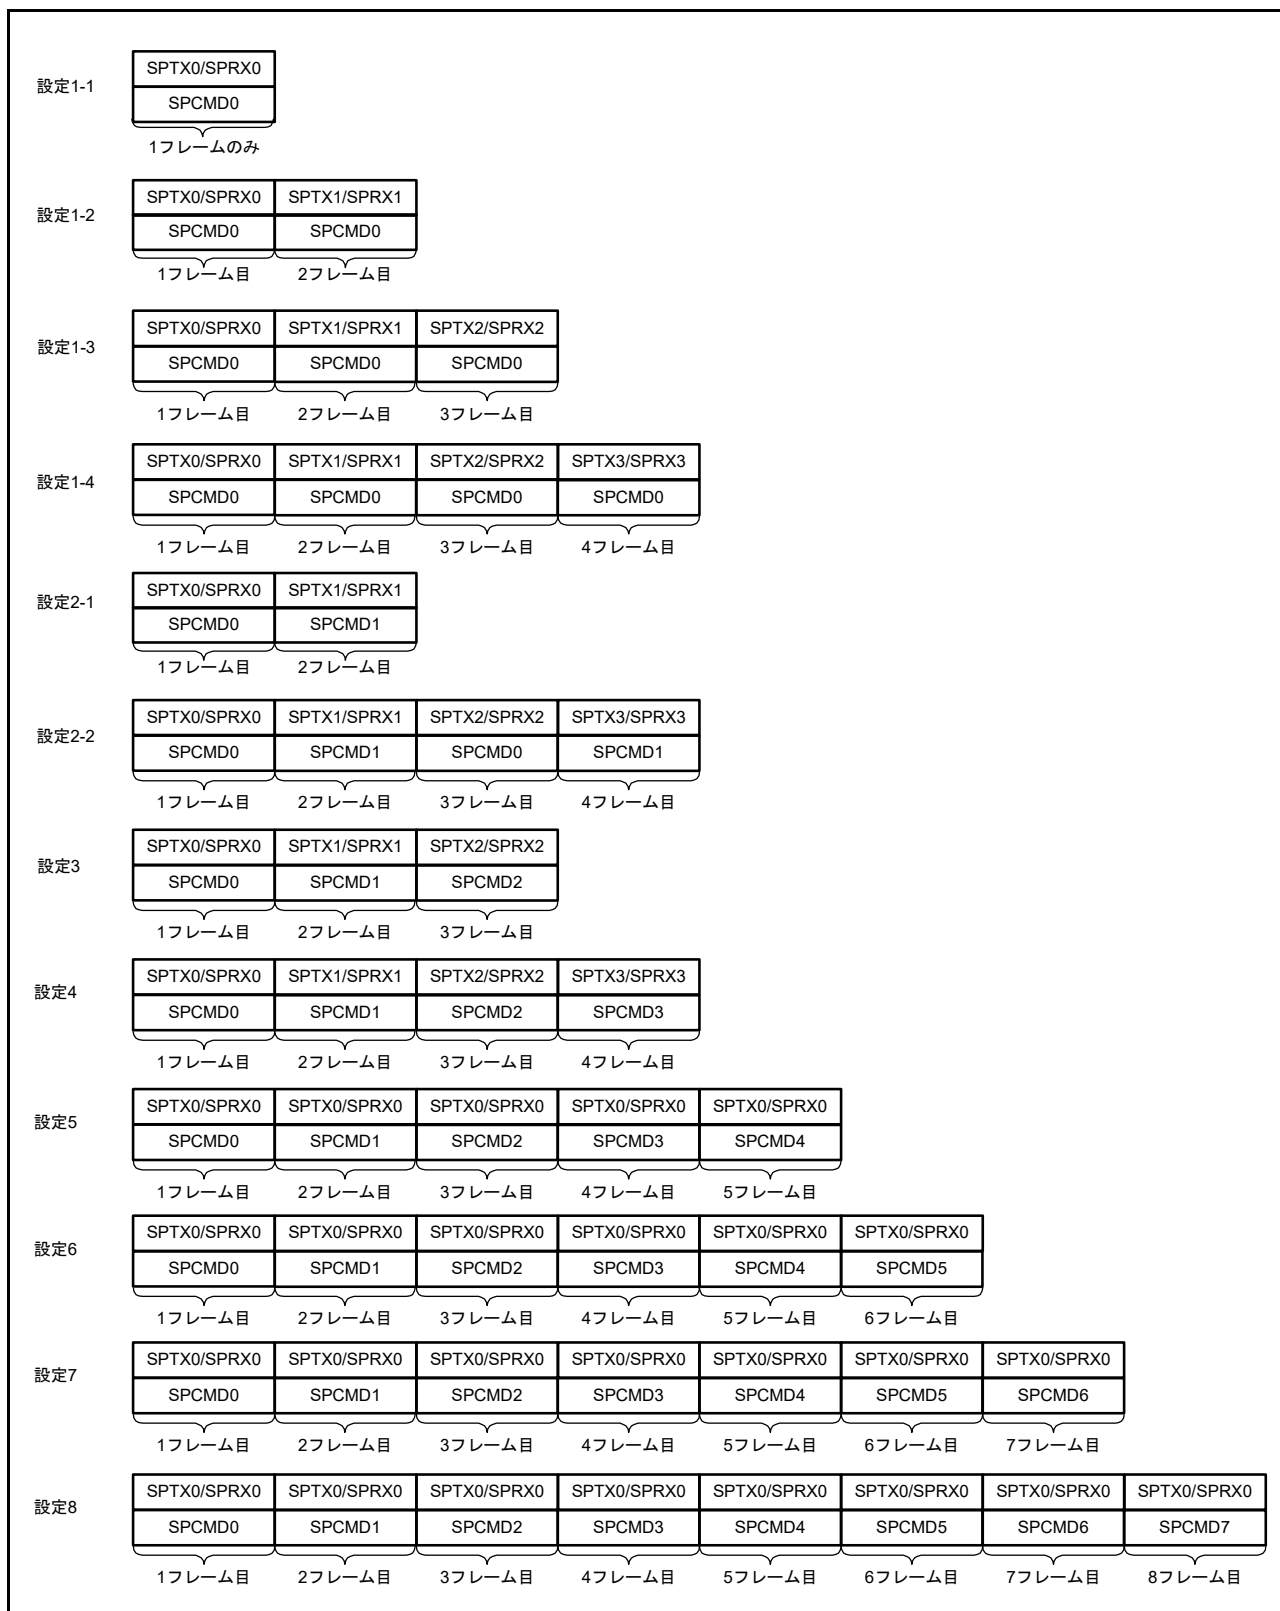 設定1-1
SPTX0/SPRX0
SPCMD0
1フレームのみ
設定1-2
SPTX0/SPRX0 SPTX1/SPRX1
SPCMD0 SPCMD0
1フレーム目 2フレーム目
設定1-3
SPTX0/SPRX0 SPTX1/SPRX1 SPTX2/SPRX2
SPCMD0 SPCMD0 SPCMD0
1フレーム目 2フレーム目 3フレーム目
設定1-4
SPTX0/SPRX0 SPTX1/SPRX1 SPTX2/SPRX2 SPTX3/SPRX3
SPCMD0 SPCMD0 SPCMD0 SPCMD0
1フレーム目 2フレーム目 3フレーム目 4フレーム目
設定2-1
SPTX0/SPRX0 SPTX1/SPRX1
SPCMD0 SPCMD1
1フレーム目 2フレーム目
設定2-2
SPTX0/SPRX0 SPTX1/SPRX1 SPTX2/SPRX2 SPTX3/SPRX3
SPCMD0 SPCMD1 SPCMD0 SPCMD1
1フレーム目 2フレーム目 3フレーム目 4フレーム目
設定3
SPTX0/SPRX0 SPTX1/SPRX1 SPTX2/SPRX2
SPCMD0 SPCMD1 SPCMD2
1フレーム目 2フレーム目 3フレーム目
設定4
SPTX0/SPRX0 SPTX1/SPRX1 SPTX2/SPRX2 SPTX3/SPRX3
SPCMD0 SPCMD1 SPCMD2 SPCMD3
1フレーム目 2フレーム目 3フレーム目 4フレーム目
設定5
SPTX0/SPRX0 SPTX0/SPRX0 SPTX0/SPRX0 SPTX0/SPRX0 SPTX0/SPRX0
SPCMD0 SPCMD1 SPCMD2 SPCMD3 SPCMD4
1フレーム目 2フレーム目 3フレーム目 4フレーム目 5フレーム目
設定6
SPTX0/SPRX0 SPTX0/SPRX0 SPTX0/SPRX0 SPTX0/SPRX0 SPTX0/SPRX0 SPTX0/SPRX0
SPCMD0 SPCMD1 SPCMD2 SPCMD3 SPCMD4 SPCMD5
1フレーム目 2フレーム目 3フレーム目 4フレーム目 5フレーム目 6フレーム目
設定7
SPTX0/SPRX0 SPTX0/SPRX0 SPTX0/SPRX0 SPTX0/SPRX0 SPTX0/SPRX0 SPTX0/SPRX0 SPTX0/SPRX0
SPCMD0 SPCMD1 SPCMD2 SPCMD3 SPCMD4 SPCMD5 SPCMD6
1フレーム目 2フレーム目 3フレーム目 4フレーム目 5フレーム目 6フレーム目 7フレーム目
設定8
SPTX0/SPRX0 SPTX0/SPRX0 SPTX0/SPRX0 SPTX0/SPRX0 SPTX0/SPRX0 SPTX0/SPRX0 SPTX0/SPRX0 SPTX0/SPRX0
SPCMD0 SPCMD1 SPCMD2 SPCMD3 SPCMD4 SPCMD5 SPCMD6 SPCMD7
1フレーム目 2フレーム目 3フレーム目 4フレーム目 5フレーム目 6フレーム目 7フレーム目 8フレーム目